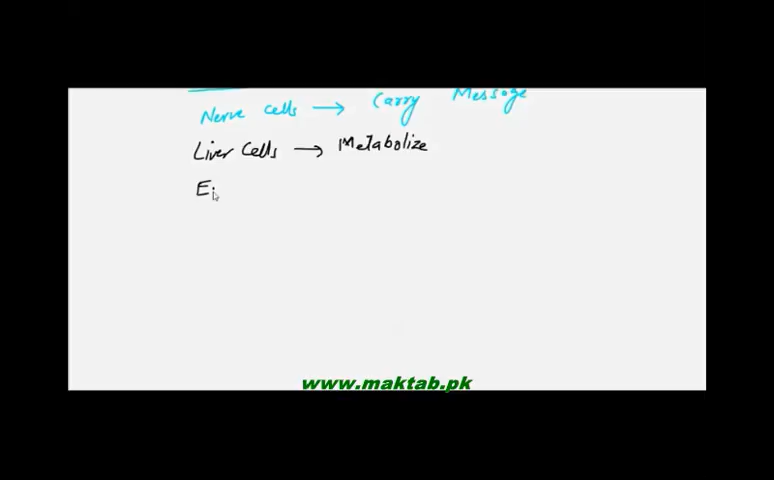 Nerve cells → Carry Message
Liver Cells → Metabolize
E
www.maktab.pk